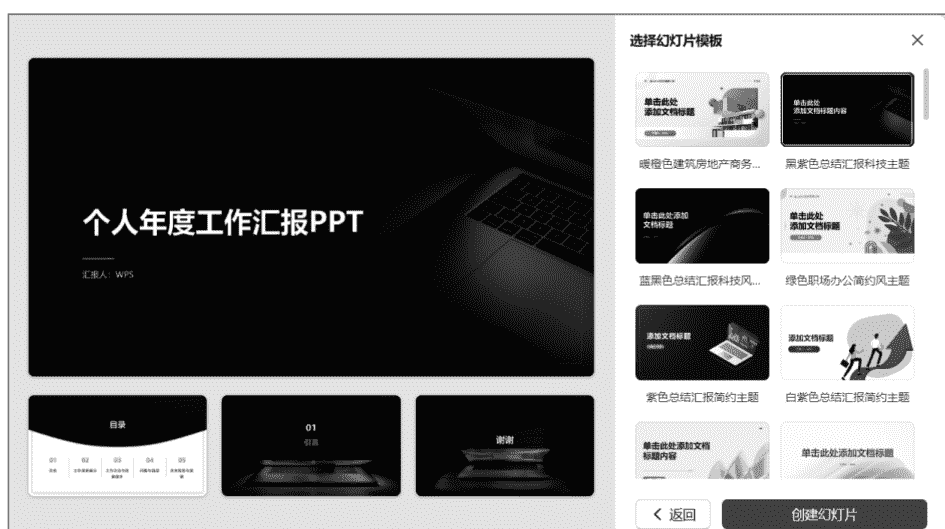 个人年度工作汇报PPT
汇报人：WPS
目录
01
02
03
04
05
01
引言
谢谢
选择幻灯片模板
单击此处
添加文档标题
暖橙色建筑房地产商务...
单击此处
添加文档标题内容
黑紫色总结汇报科技主题
单击此处添加
文档标题
蓝黑色总结汇报科技风...
单击此处
添加文档标题
绿色职场办公简约风主题
添加文档标题
紫色总结汇报简约主题
添加文档标题
白紫色总结汇报简约主题
单击此处添加文档
标题内容
单击此处添加文档标题
返回
创建幻灯片